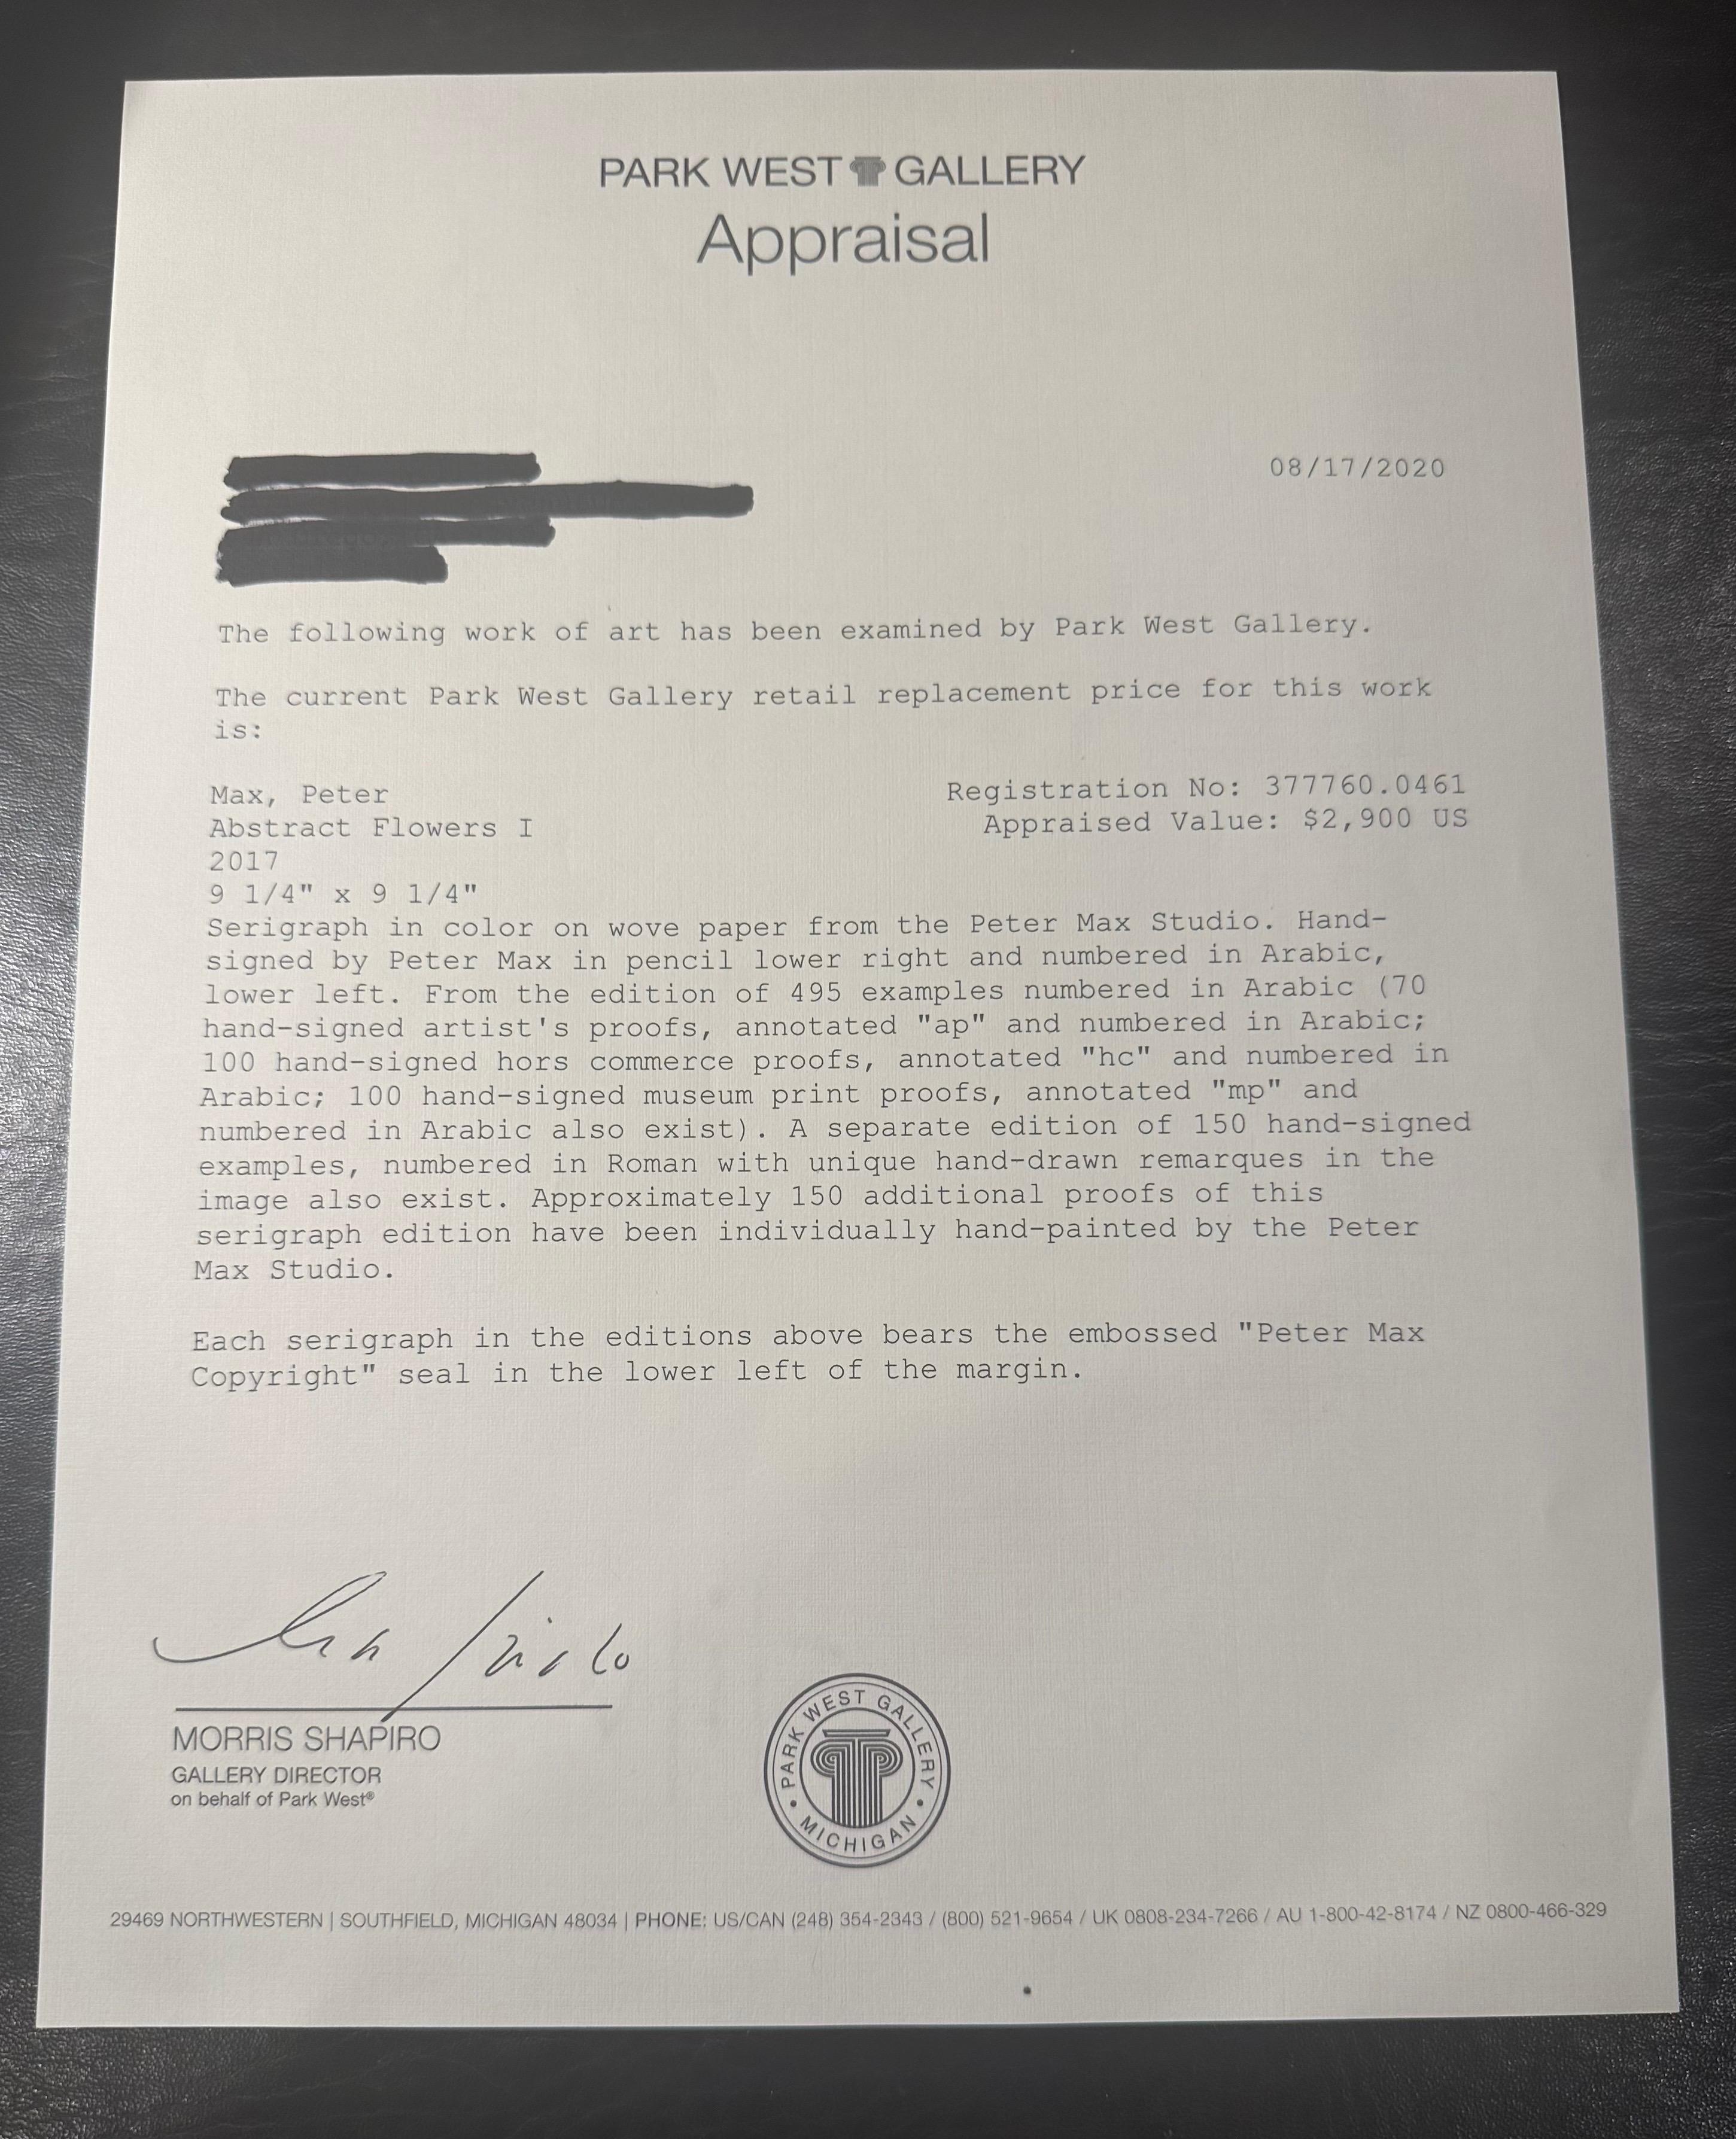 PARK WEST GALLERY
Appraisal
08/17/2020
The following work of art has been examined by Park West Gallery.
The current Park West Gallery retail replacement price for this work
is:
Max, Peter
Registration No: 377760.0461
Abstract Flowers I
Appraised Value: $2,900 US
2017
9 1/4" x 9 1/4"
Serigraph in color on wove paper from the Peter Max Studio. Hand-
signed by Peter Max in pencil lower right and numbered in Arabic,
lower left. From the edition of 495 examples numbered in Arabic (70
hand-signed artist's proofs, annotated "ap" and numbered in Arabic;
100 hand-signed hors commerce proofs, annotated "hc" and numbered in
Arabic; 100 hand-signed museum print proofs, annotated "mp" and
numbered in Arabic also exist). A separate edition of 150 hand-signed
examples, numbered in Roman with unique hand-drawn remarques in the
image also exist. Approximately 150 additional proofs of this
serigraph edition have been individually hand-painted by the Peter
Max Studio.
Each serigraph in the editions above bears the embossed "Peter Max
Copyright" seal in the lower left of the margin.
MORRIS SHAPIRO
GALLERY DIRECTOR
on behalf of Park West®
PARK WEST GALLERY • MICHIGAN •
29469 NORTHWESTERN | SOUTHFIELD, MICHIGAN 48034 | PHONE: US/CAN (248) 354-2343 / (800) 521-9654 / UK 0808-234-7266 / AU 1-800-42-8174 / NZ 0800-466-329